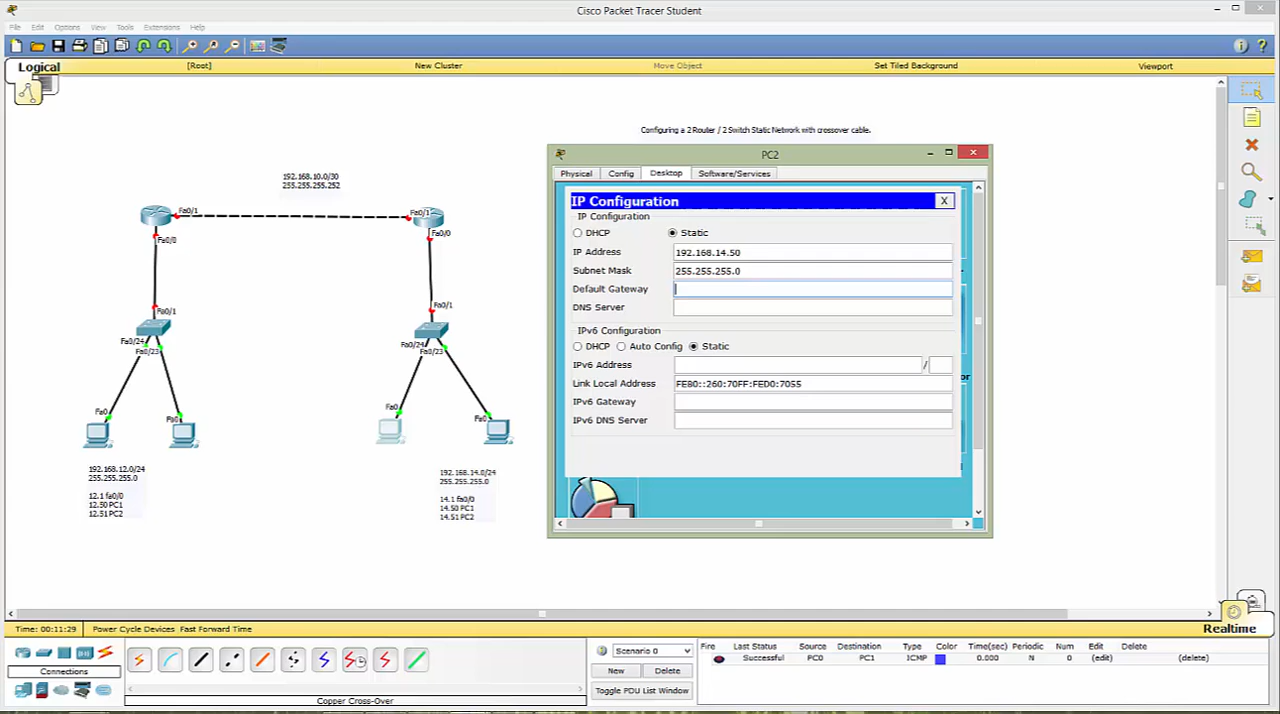 Cisco Packet Tracer Student
File Edit Options View Tools Extensions Help
Logical [Root] New Cluster Move Object Set Tiled Background Viewport
Configuring a 2 Router / 2 Switch Static Network with crossover cable.
192.168.10.0/30
255.255.255.252
Fa0/1 Fa0/1
Fa0/0 Fa0/0
Fa0/1 Fa0/1
Fa0/24 Fa0/24
Fa0/23 Fa0/23
Fa0 Fa0 Fa0 Fa0
192.168.12.0/24
255.255.255.0
12.1 fa0/0
12.50 PC1
12.51 PC2
192.168.14.0/24
255.255.255.0
14.1 fa0/0
14.50 PC1
14.51 PC2
PC2
Physical Config Desktop Software/Services
IP Configuration X
IP Configuration
DHCP Static
IP Address 192.168.14.50
Subnet Mask 255.255.255.0
Default Gateway
DNS Server
IPv6 Configuration
DHCP Auto Config Static
IPv6 Address /
Link Local Address FE80::260:70FF:FED0:7055
IPv6 Gateway
IPv6 DNS Server
Time: 00:11:29 Power Cycle Devices Fast Forward Time Realtime
Connections
Copper Cross-Over
Scenario 0
New Delete
Toggle PDU List Window
Fire Last Status Source Destination Type Color Time(sec) Periodic Num Edit Delete
Successful PC0 PC1 ICMP 0.000 N 0 (edit) (delete)